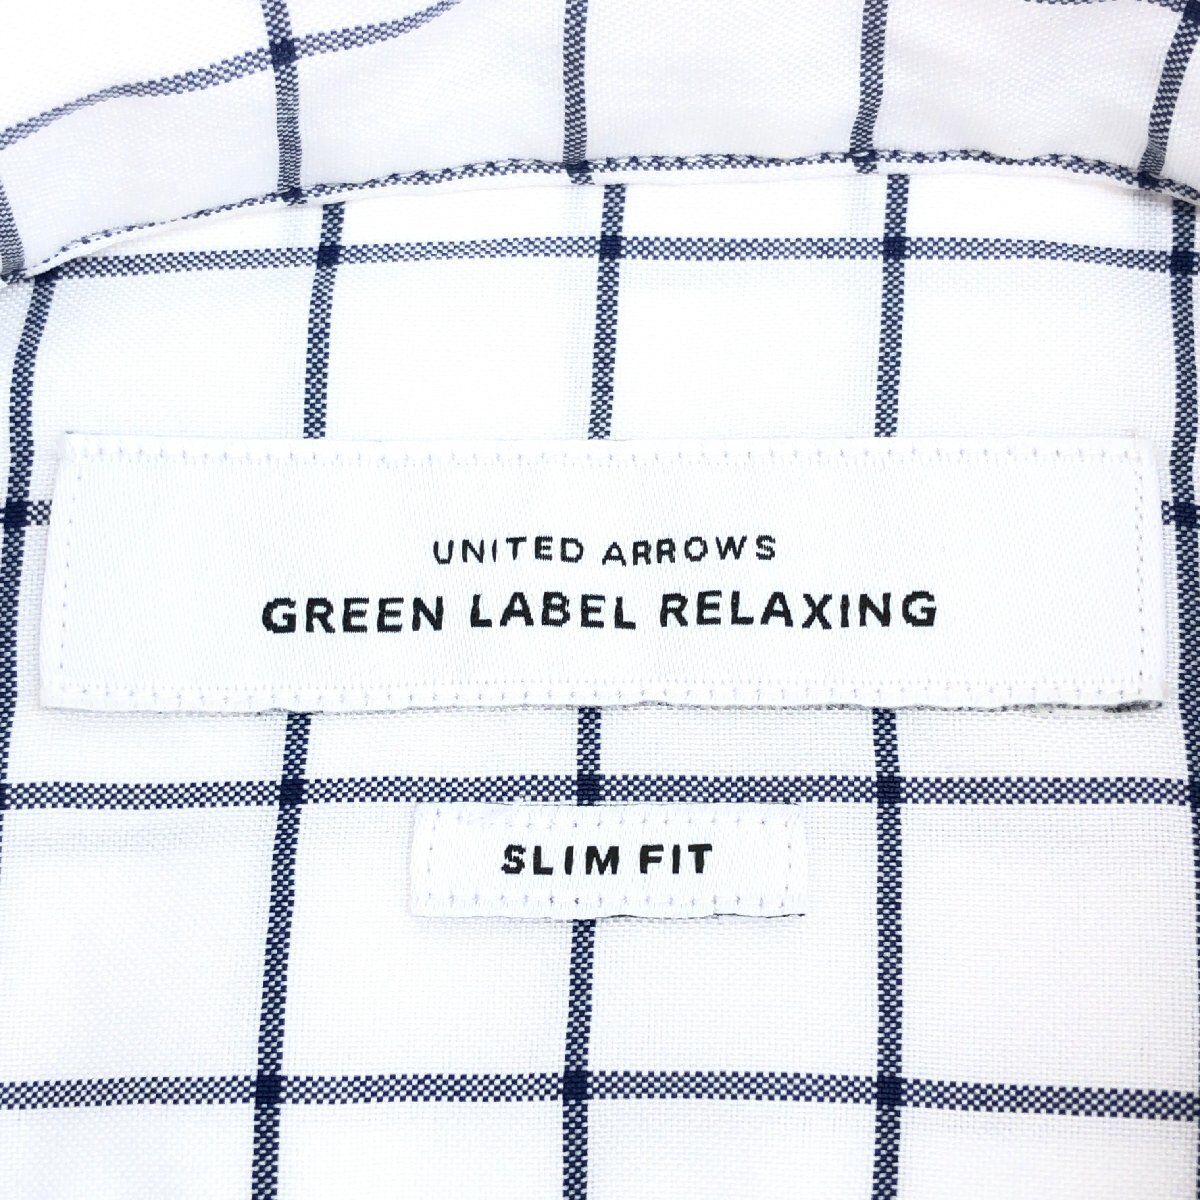 UNITED ARROWS
GREEN LABEL RELAXING
SLIM FIT